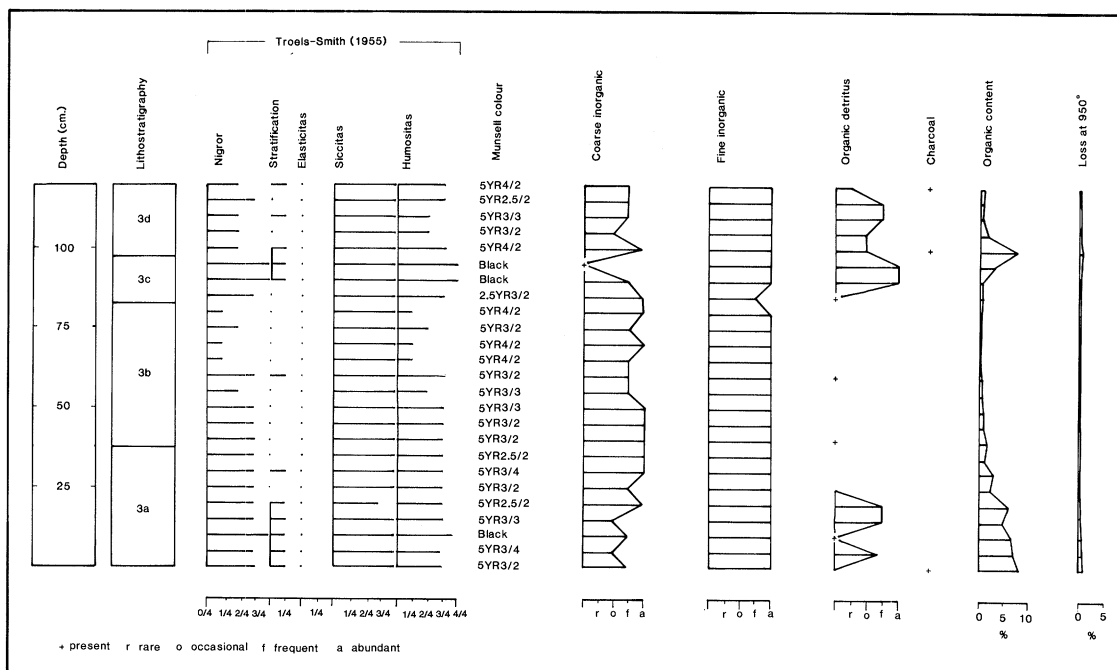 Troels-Smith (1955)
Depth (cm.)
Lithostratigraphy
Nigror
Stratification
Elasticitas
Siccitas
Humositas
Munsell colour
Coarse inorganic
Fine inorganic
Organic detritus
Charcoal
Organic content
Loss at 950°
5YR4/2
5YR2.5/2
3d
5YR3/3
5YR3/2
100
5YR4/2
Black
3c
Black
2.5YR3/2
5YR4/2
75
5YR3/2
5YR4/2
5YR4/2
3b
5YR3/2
5YR3/3
50
5YR3/3
5YR3/2
5YR3/2
5YR2.5/2
5YR3/4
25
5YR3/2
3a
5YR2.5/2
5YR3/3
Black
5YR3/4
5YR3/2
0/4 1/4 2/4 3/4 1/4 1/4 1/4 2/4 3/4 1/4 2/4 3/4 4/4
r o f a
r o f a
r o f a
0 5 10
%
0 5
%
+ present r rare o occasional f frequent a abundant